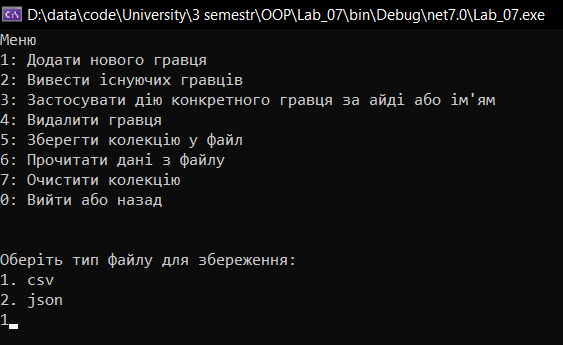 D:\data\code\University\3 semestr\OOP\Lab_07\bin\Debug\net7.0\Lab_07.exe
Меню
1: Додати нового гравця
2: Вивести існуючих гравців
3: Застосувати дію конкретного гравця за айді або ім'ям
4: Видалити гравця
5: Зберегти колекцію у файл
6: Прочитати дані з файлу
7: Очистити колекцію
0: Вийти або назад
Оберіть тип файлу для збереження:
1. csv
2. json
1